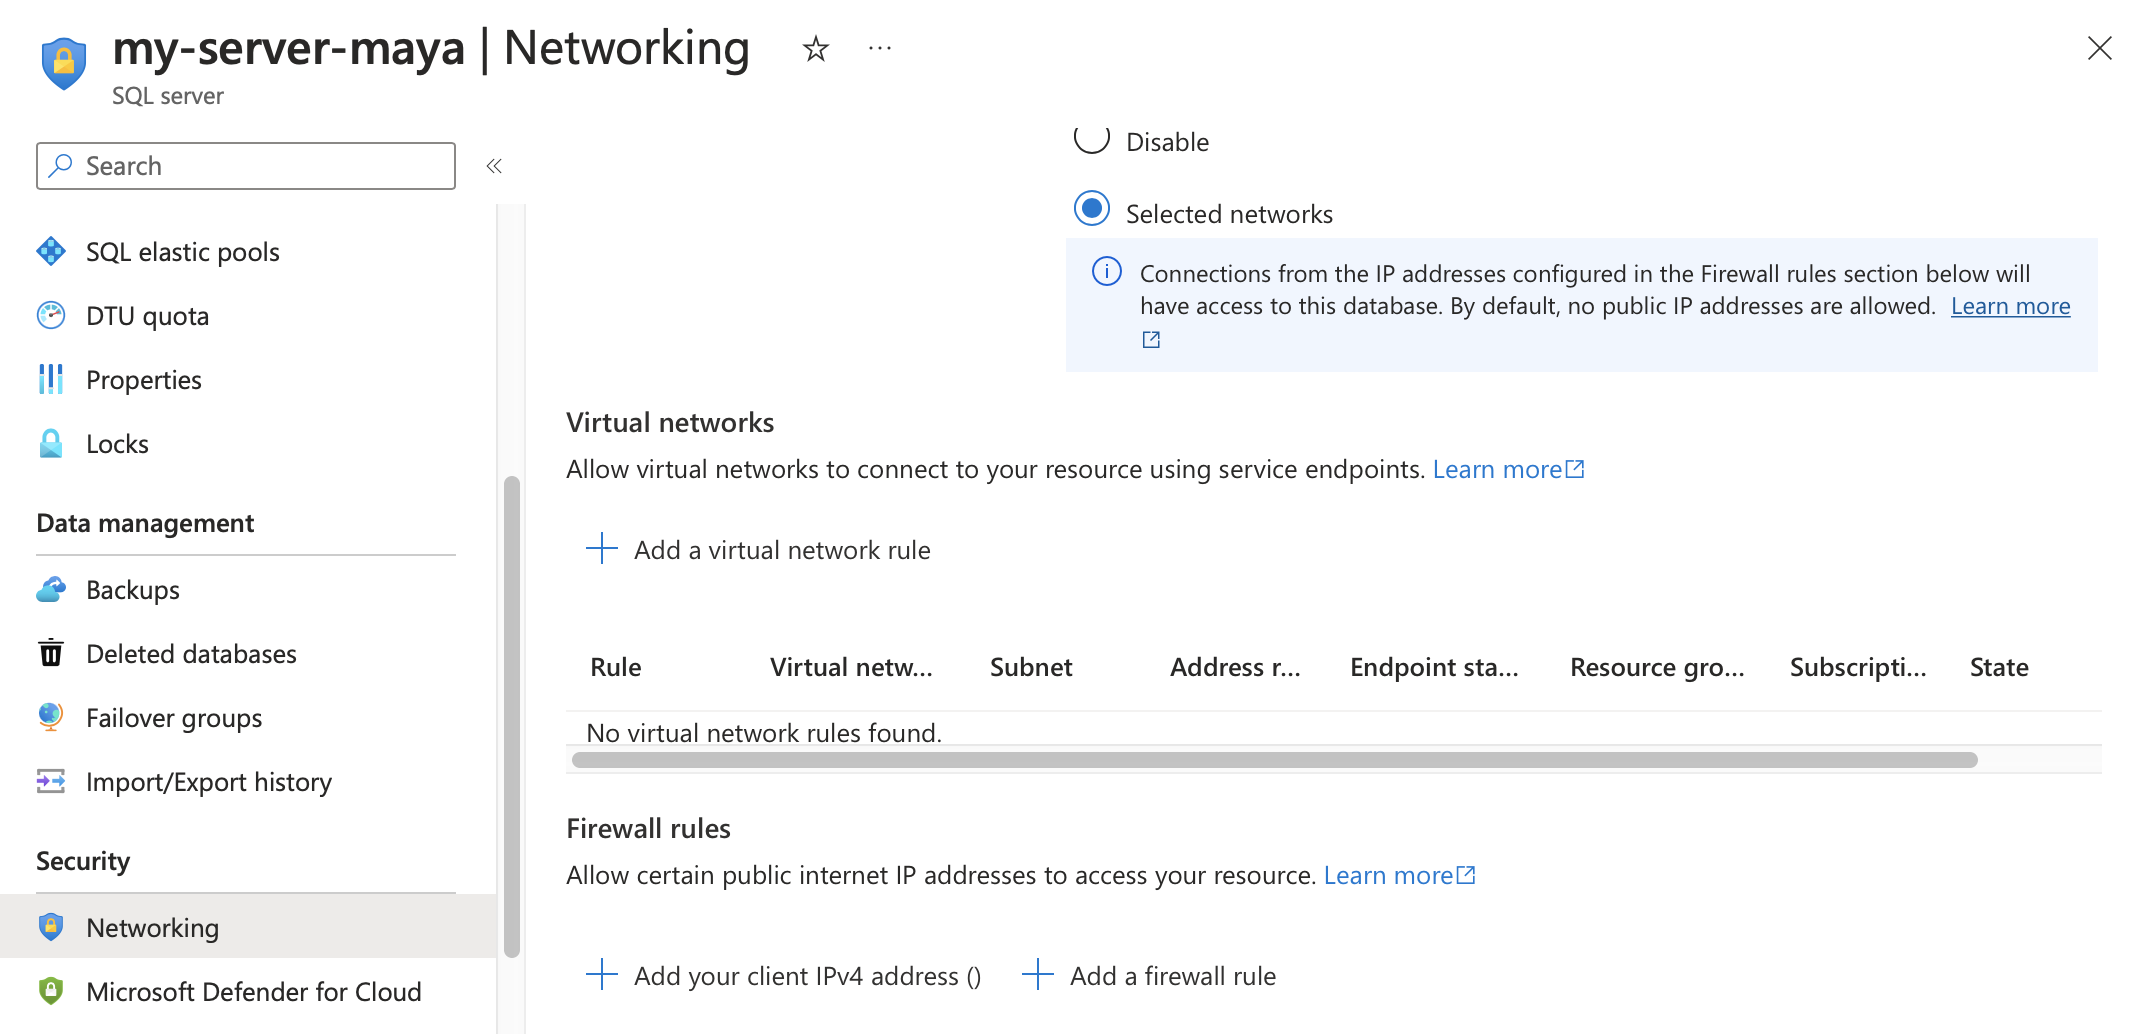 my-server-maya | Networking
SQL server
Search
SQL elastic pools
DTU quota
Properties
Locks
Data management
Backups
Deleted databases
Failover groups
Import/Export history
Security
Networking
Microsoft Defender for Cloud
Disable
Selected networks
Connections from the IP addresses configured in the Firewall rules section below will
have access to this database. By default, no public IP addresses are allowed. Learn more
Virtual networks
Allow virtual networks to connect to your resource using service endpoints. Learn more
Add a virtual network rule
Rule Virtual netw... Subnet Address r... Endpoint sta... Resource gro... Subscripti... State
No virtual network rules found.
Firewall rules
Allow certain public internet IP addresses to access your resource. Learn more
Add your client IPv4 address () Add a firewall rule